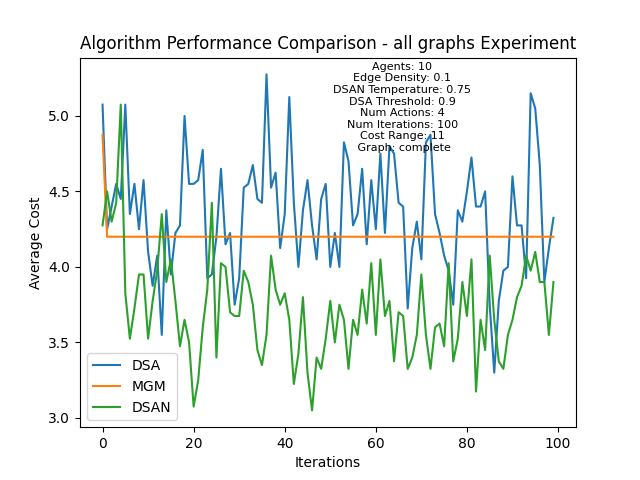 Algorithm Performance Comparison - all graphs Experiment
Agents: 10
Edge Density: 0.1
DSAN Temperature: 0.75
DSA Threshold: 0.9
Num Actions: 4
Num Iterations: 100
Cost Range: 11
Graph: complete
Average Cost
5.0
4.5
4.0
3.5
3.0
DSA
MGM
DSAN
0
20
40
60
80
100
Iterations